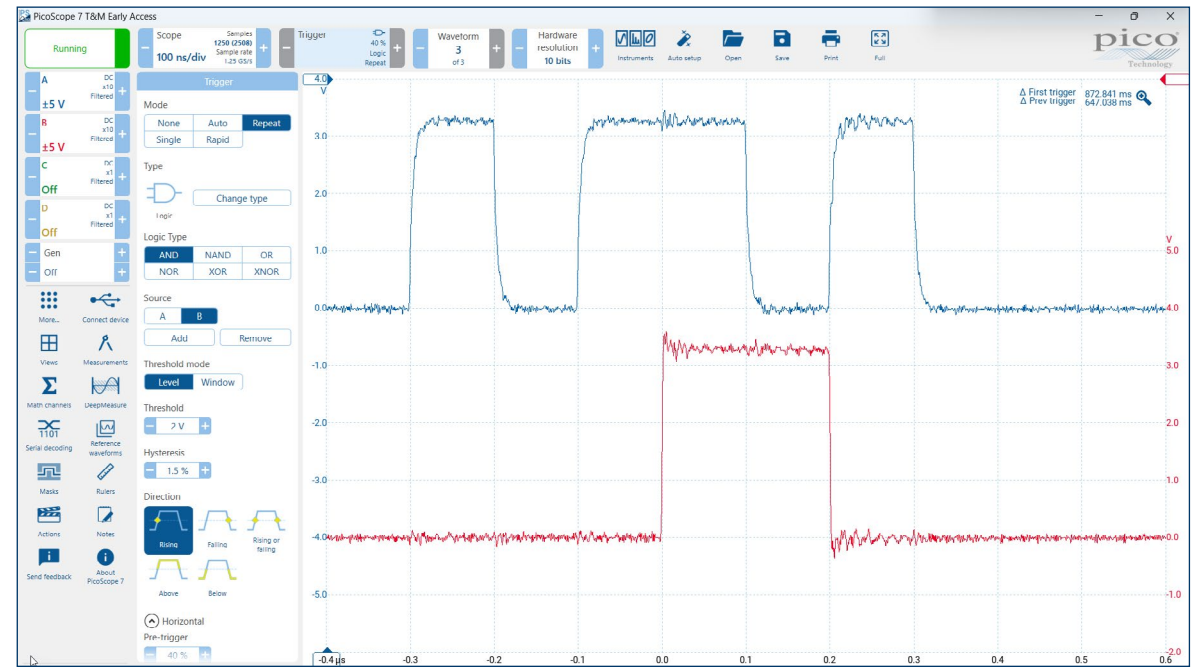 PicoScope 7 T&M Early Access
Running
Scope
100 ns/div
Samples
1250 (2508)
Sample rate
1.25 GS/s
Trigger
40 %
Logic
Repeat
Waveform
3
of 3
Hardware
resolution
10 bits
Instruments
Auto setup
Open
Save
Print
Full
pico
Technology
A
DC
x10
Filtered
±5 V
B
DC
x10
Filtered
±5 V
C
DC
x1
Filtered
Off
D
DC
x1
Filtered
Off
Gen
Off
More...
Connect device
Views
Measurements
Math channels
DeepMeasure
1101
Serial decoding
Reference
waveforms
Masks
Rulers
Actions
Notes
Send feedback
About
PicoScope 7
Trigger
Mode
None Auto Repeat
Single Rapid
Type
Logic
Change type
Logic Type
AND NAND OR
NOR XOR XNOR
Source
A B
Add Remove
Threshold mode
Level Window
Threshold
2 V
Hysteresis
1.5 %
Direction
Rising
Falling
Rising or
falling
Above
Below
Horizontal
Pre-trigger
40 %
Δ First trigger 872.841 ms
Δ Prev trigger 647.038 ms
4.0
V
3.0
2.0
1.0
0.0
-1.0
-2.0
-3.0
-4.0
-5.0
V
5.0
4.0
3.0
2.0
1.0
0.0
-1.0
-2.0
-0.4 µs -0.3 -0.2 -0.1 0.0 0.1 0.2 0.3 0.4 0.5 0.6